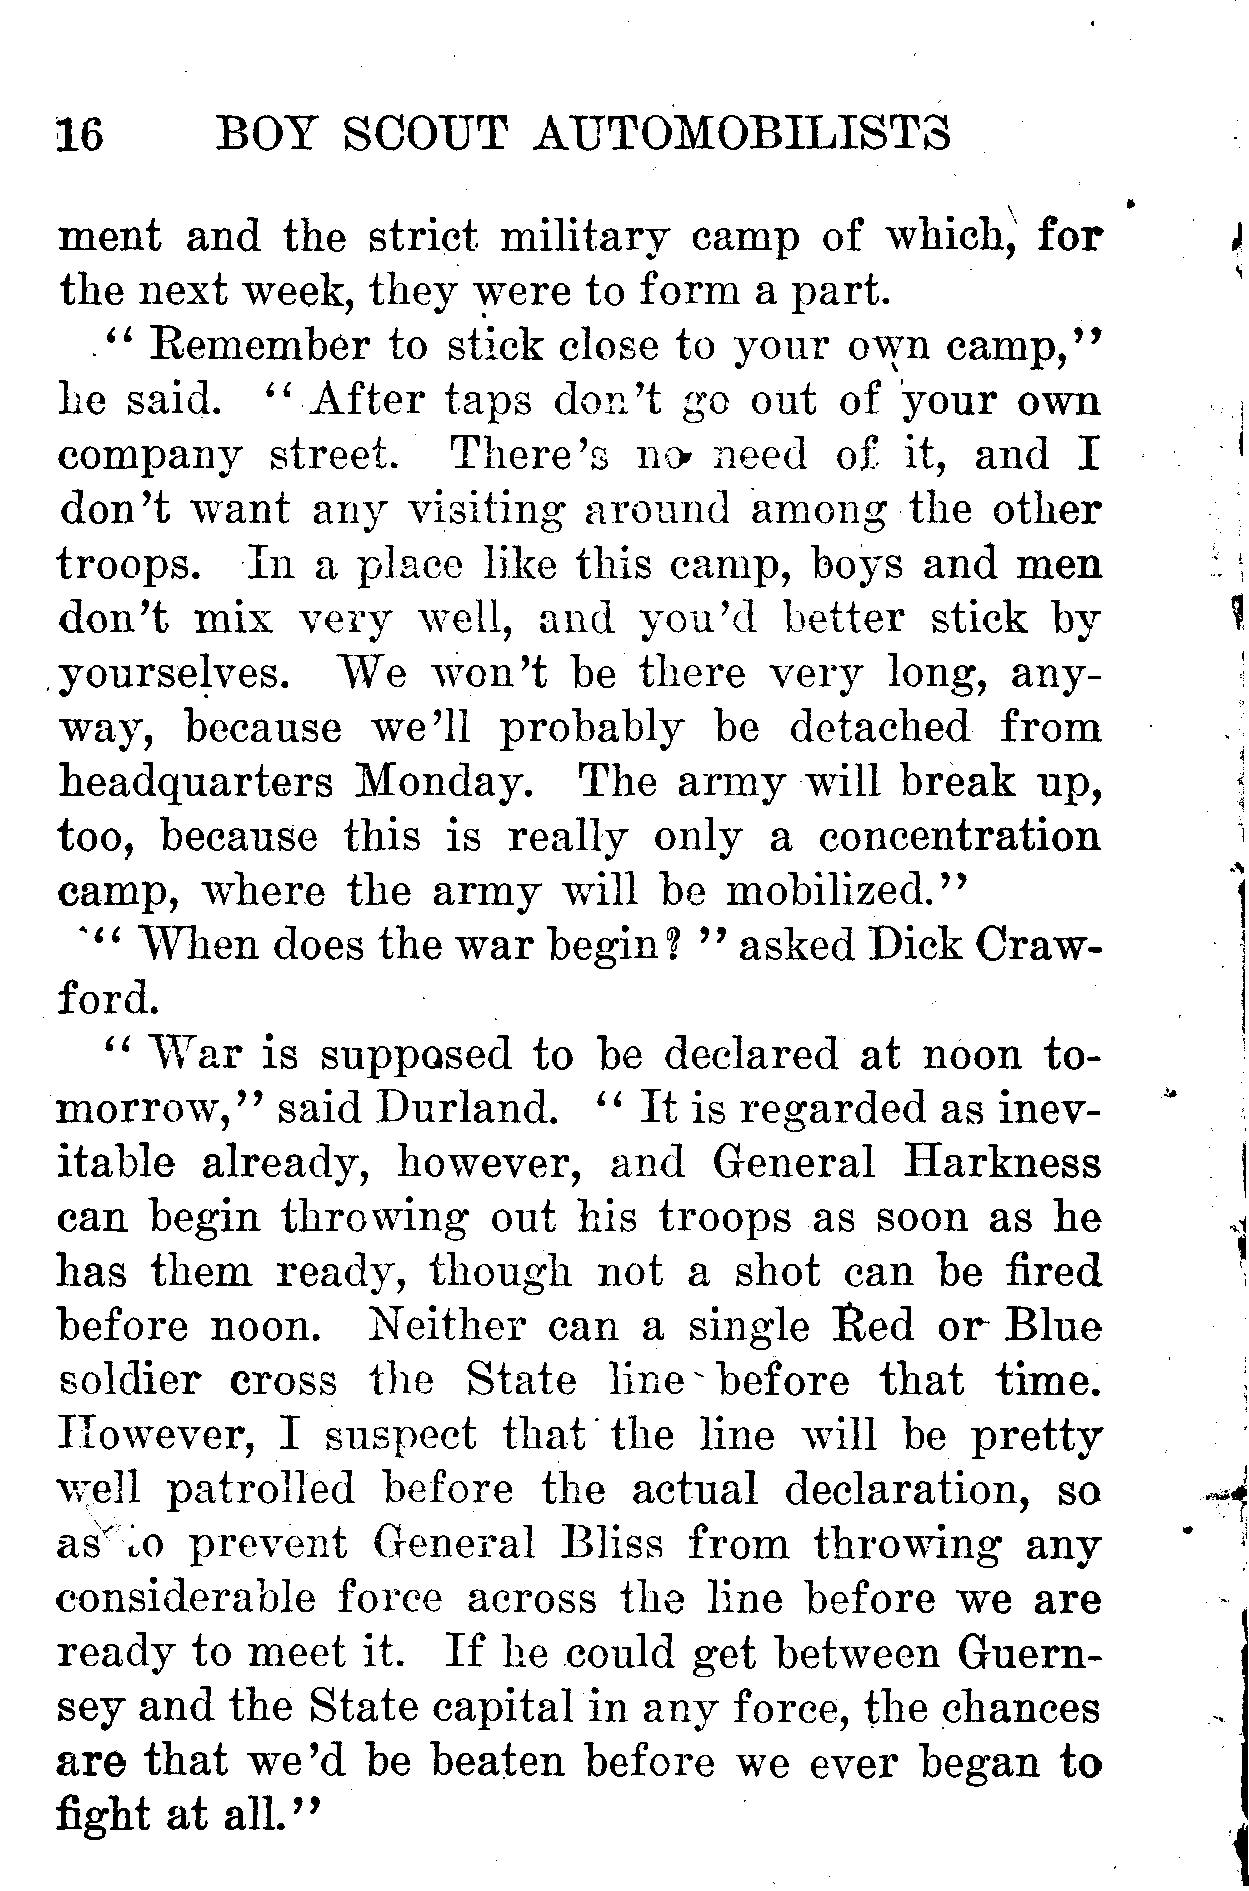 16 BOY SCOUT AUTOMOBILISTS
ment and the strict military camp of which, for
the next week, they were to form a part.
“ Remember to stick close to your own camp,”
he said. “ After taps don’t go out of your own
company street. There’s no need of it, and I
don’t want any visiting around among the other
troops. In a place like this camp, boys and men
don’t mix very well, and you’d better stick by
yourselves. We won’t be there very long, any-
way, because we’ll probably be detached from
headquarters Monday. The army will break up,
too, because this is really only a concentration
camp, where the army will be mobilized.”
“ When does the war begin? ” asked Dick Craw-
ford.
“ War is supposed to be declared at noon to-
morrow,” said Durland. “ It is regarded as inev-
itable already, however, and General Harkness
can begin throwing out his troops as soon as he
has them ready, though not a shot can be fired
before noon. Neither can a single Red or Blue
soldier cross the State line before that time.
However, I suspect that the line will be pretty
well patrolled before the actual declaration, so
as to prevent General Bliss from throwing any
considerable force across the line before we are
ready to meet it. If he could get between Guern-
sey and the State capital in any force, the chances
are that we’d be beaten before we ever began to
fight at all.”